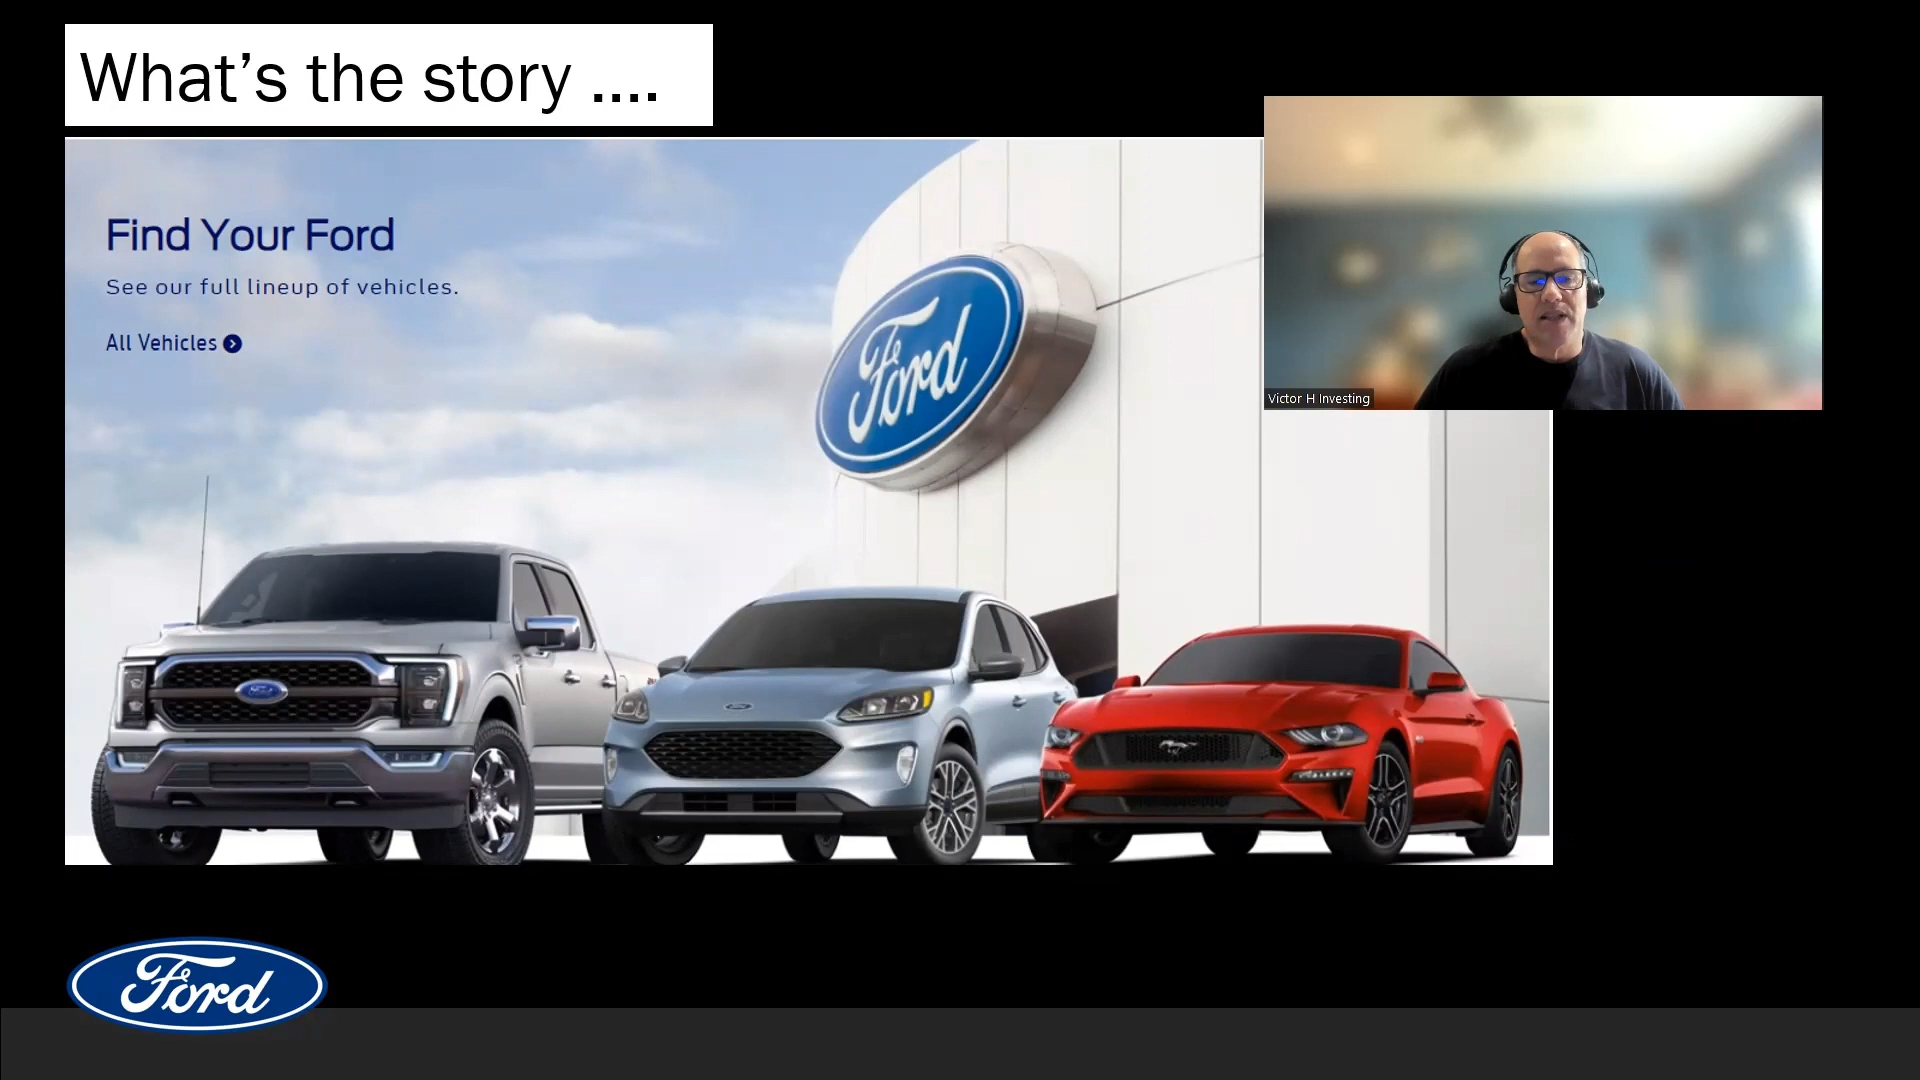 What's the story ....
Find Your Ford
See our full lineup of vehicles.
All Vehicles
Ford
Victor H Investing
Ford